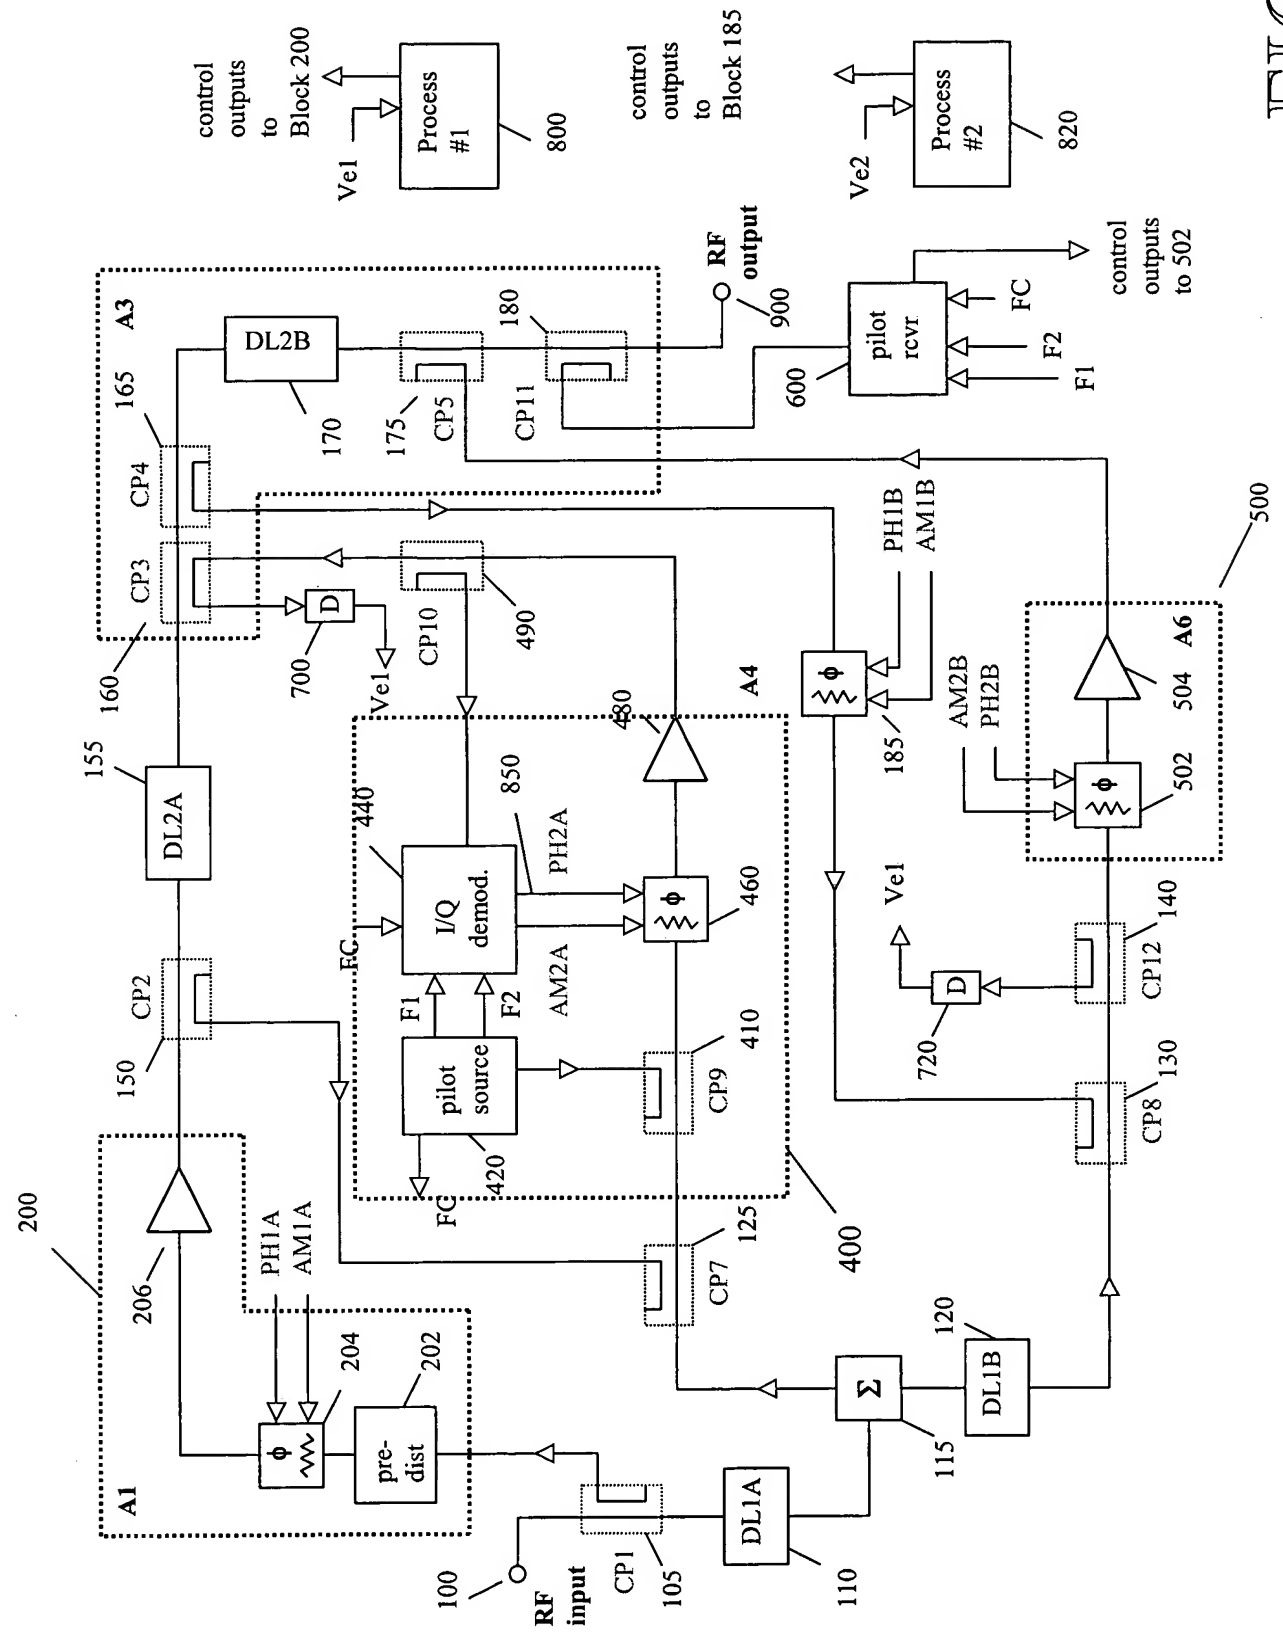 200
A1
206
PH1A
AM1A
204
202
ϕ
pre-
dist
100
RF
input
CP1
105
DL1A
110
115
Σ
120
DL1B
CP2
150
DL2A
155
CP3
160
CP4
165
A3
DL2B
170
175
CP5
180
CP11
RF
output
900
D
700
Ve1
CP10
490
FC
440
I/Q
demod.
850
PH2A
AM2A
F1
F2
pilot
source
420
FC
CP9
410
ϕ
460
480
A4
400
CP7
125
ϕ
185
PH1B
AM1B
CP8
130
CP12
140
D
720
Ve1
AM2B
PH2B
ϕ
502
504
A6
500
pilot
rcvr
600
F1
F2
FC
control
outputs
to 502
control
outputs
to
Block 200
Ve1
Process
#1
800
control
outputs
to
Block 185
Ve2
Process
#2
820